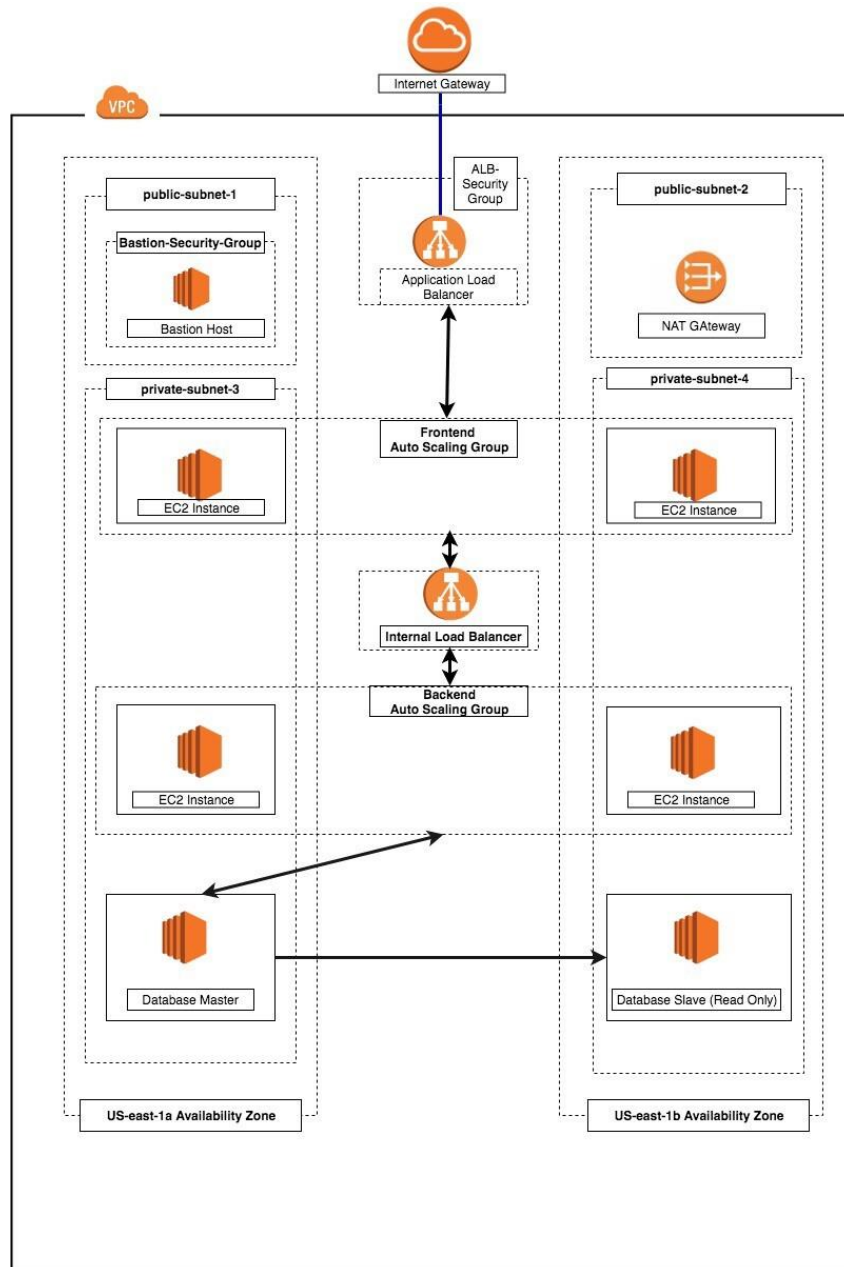 Internet Gateway
VPC
ALB-
Security
Group
public-subnet-1
public-subnet-2
Bastion-Security-Group
Application Load
Balancer
Bastion Host
NAT GAteway
private-subnet-3
private-subnet-4
Frontend
Auto Scaling Group
EC2 Instance
EC2 Instance
Internal Load Balancer
Backend
Auto Scaling Group
EC2 Instance
EC2 Instance
Database Master
Database Slave (Read Only)
US-east-1a Availability Zone
US-east-1b Availability Zone